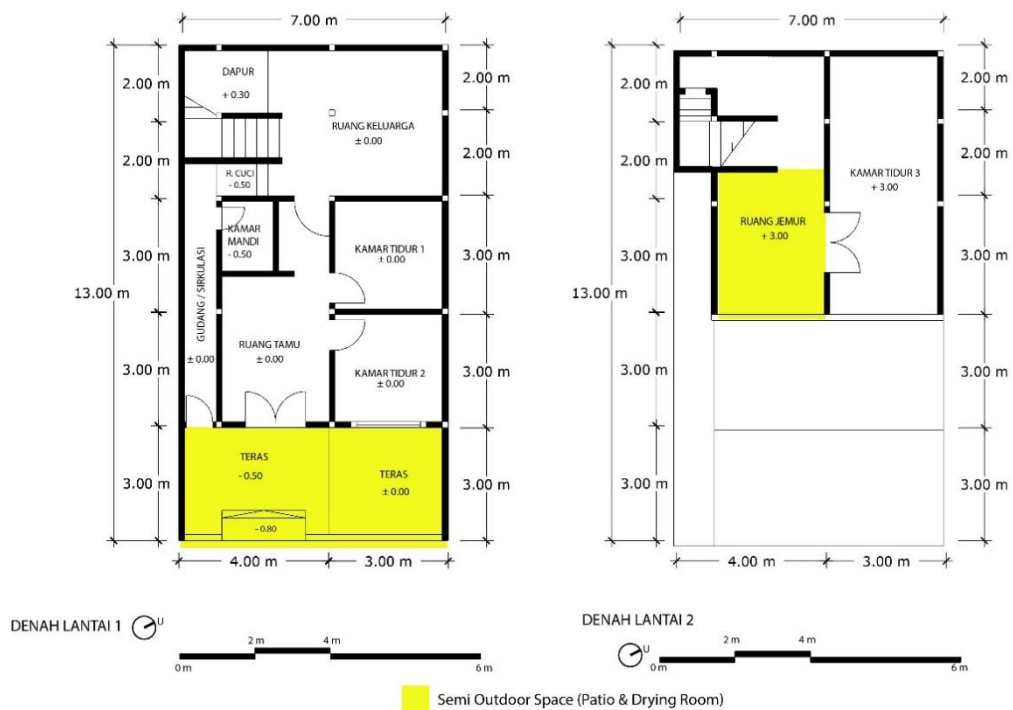 7.00 m
2.00 m
2.00 m
3.00 m
13.00 m
3.00 m
3.00 m
DAPUR
+ 0.30
RUANG KELUARGA
± 0.00
R. CUCI
- 0.50
KAMAR
MANDI
- 0.50
KAMAR TIDUR 1
± 0.00
GUDANG / SIRKULASI
± 0.00
RUANG TAMU
± 0.00
KAMAR TIDUR 2
± 0.00
TERAS
- 0.50
TERAS
± 0.00
- 0.80
2.00 m
2.00 m
3.00 m
3.00 m
3.00 m
4.00 m
3.00 m
DENAH LANTAI 1
U
0 m
2 m
4 m
6 m
7.00 m
2.00 m
2.00 m
3.00 m
13.00 m
3.00 m
3.00 m
KAMAR TIDUR 3
+ 3.00
RUANG JEMUR
+ 3.00
2.00 m
2.00 m
3.00 m
3.00 m
3.00 m
4.00 m
3.00 m
DENAH LANTAI 2
U
0 m
2 m
4 m
6 m
Semi Outdoor Space (Patio & Drying Room)